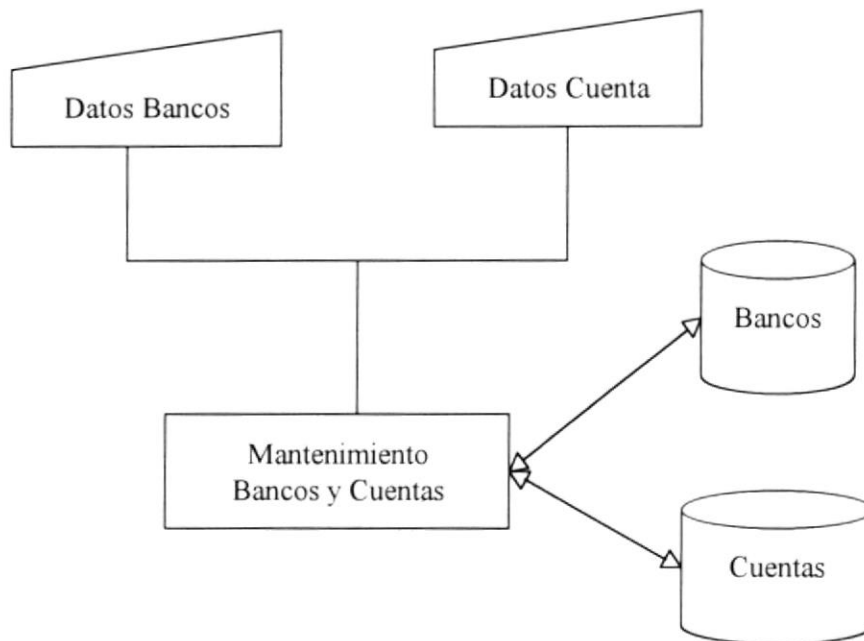 Datos Bancos
Datos Cuenta
Bancos
Mantenimiento
Bancos y Cuentas
Cuentas